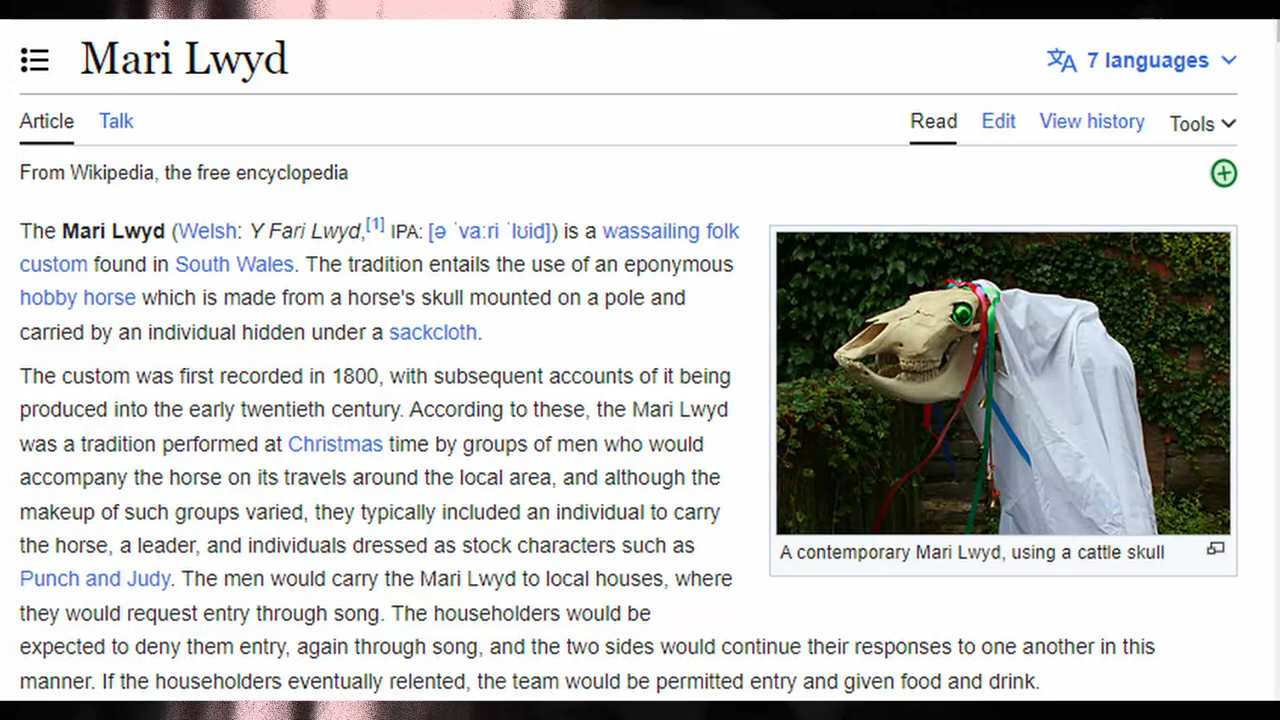 Mari Lwyd
7 languages
Article Talk Read Edit View history Tools
From Wikipedia, the free encyclopedia
The Mari Lwyd (Welsh: Y Fari Lwyd,[1] IPA: [ə ˈvaːri ˈlʊid]) is a wassailing folk
custom found in South Wales. The tradition entails the use of an eponymous
hobby horse which is made from a horse's skull mounted on a pole and
carried by an individual hidden under a sackcloth.
The custom was first recorded in 1800, with subsequent accounts of it being
produced into the early twentieth century. According to these, the Mari Lwyd
was a tradition performed at Christmas time by groups of men who would
accompany the horse on its travels around the local area, and although the
makeup of such groups varied, they typically included an individual to carry
the horse, a leader, and individuals dressed as stock characters such as
Punch and Judy. The men would carry the Mari Lwyd to local houses, where
they would request entry through song. The householders would be
expected to deny them entry, again through song, and the two sides would continue their responses to one another in this
manner. If the householders eventually relented, the team would be permitted entry and given food and drink.
A contemporary Mari Lwyd, using a cattle skull